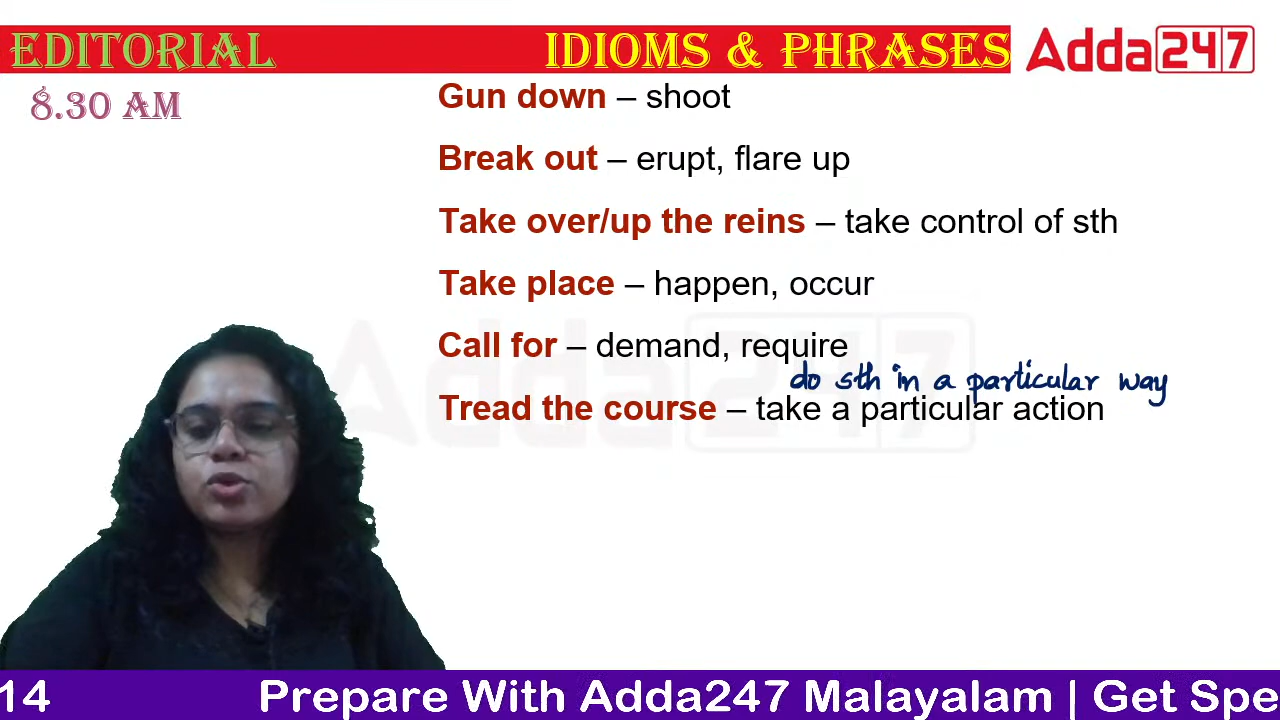 EDITORIAL IDIOMS & PHRASES Adda247
8.30 AM
Gun down – shoot
Break out – erupt, flare up
Take over/up the reins – take control of sth
Take place – happen, occur
Call for – demand, require
do sth in a particular way
Tread the course – take a particular action
Adda247
14 Prepare With Adda247 Malayalam | Get Spe